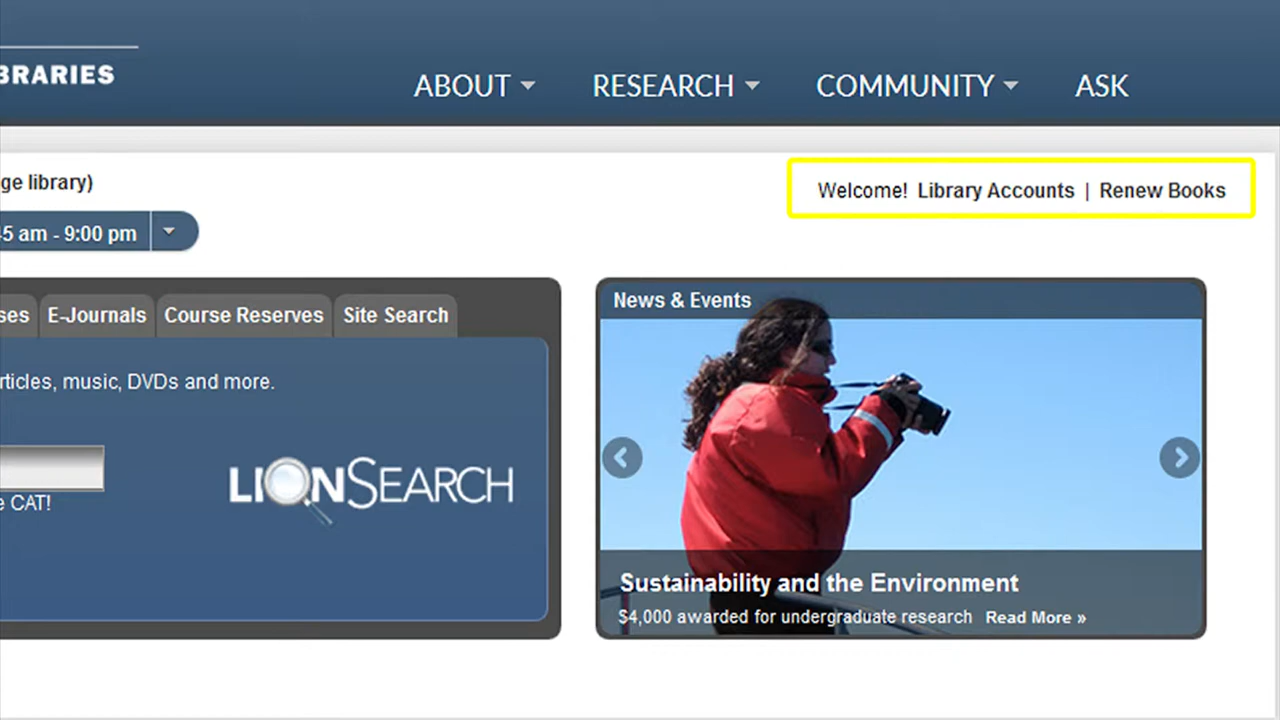 BRARIES
ABOUT RESEARCH COMMUNITY ASK
ge library)
Welcome! Library Accounts | Renew Books
45 am - 9:00 pm
ses E-Journals Course Reserves Site Search
News & Events
rticles, music, DVDs and more.
LIONSEARCH
e CAT!
Sustainability and the Environment
$4,000 awarded for undergraduate research Read More »